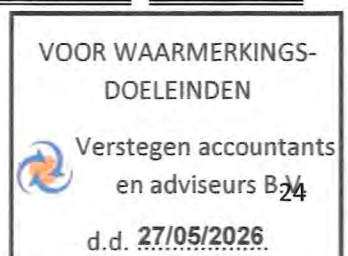 VOOR WAARMERKINGS-
DOELEINDEN
Verstegen accountants
en adviseurs B.V.
24
d.d. 27/05/2026